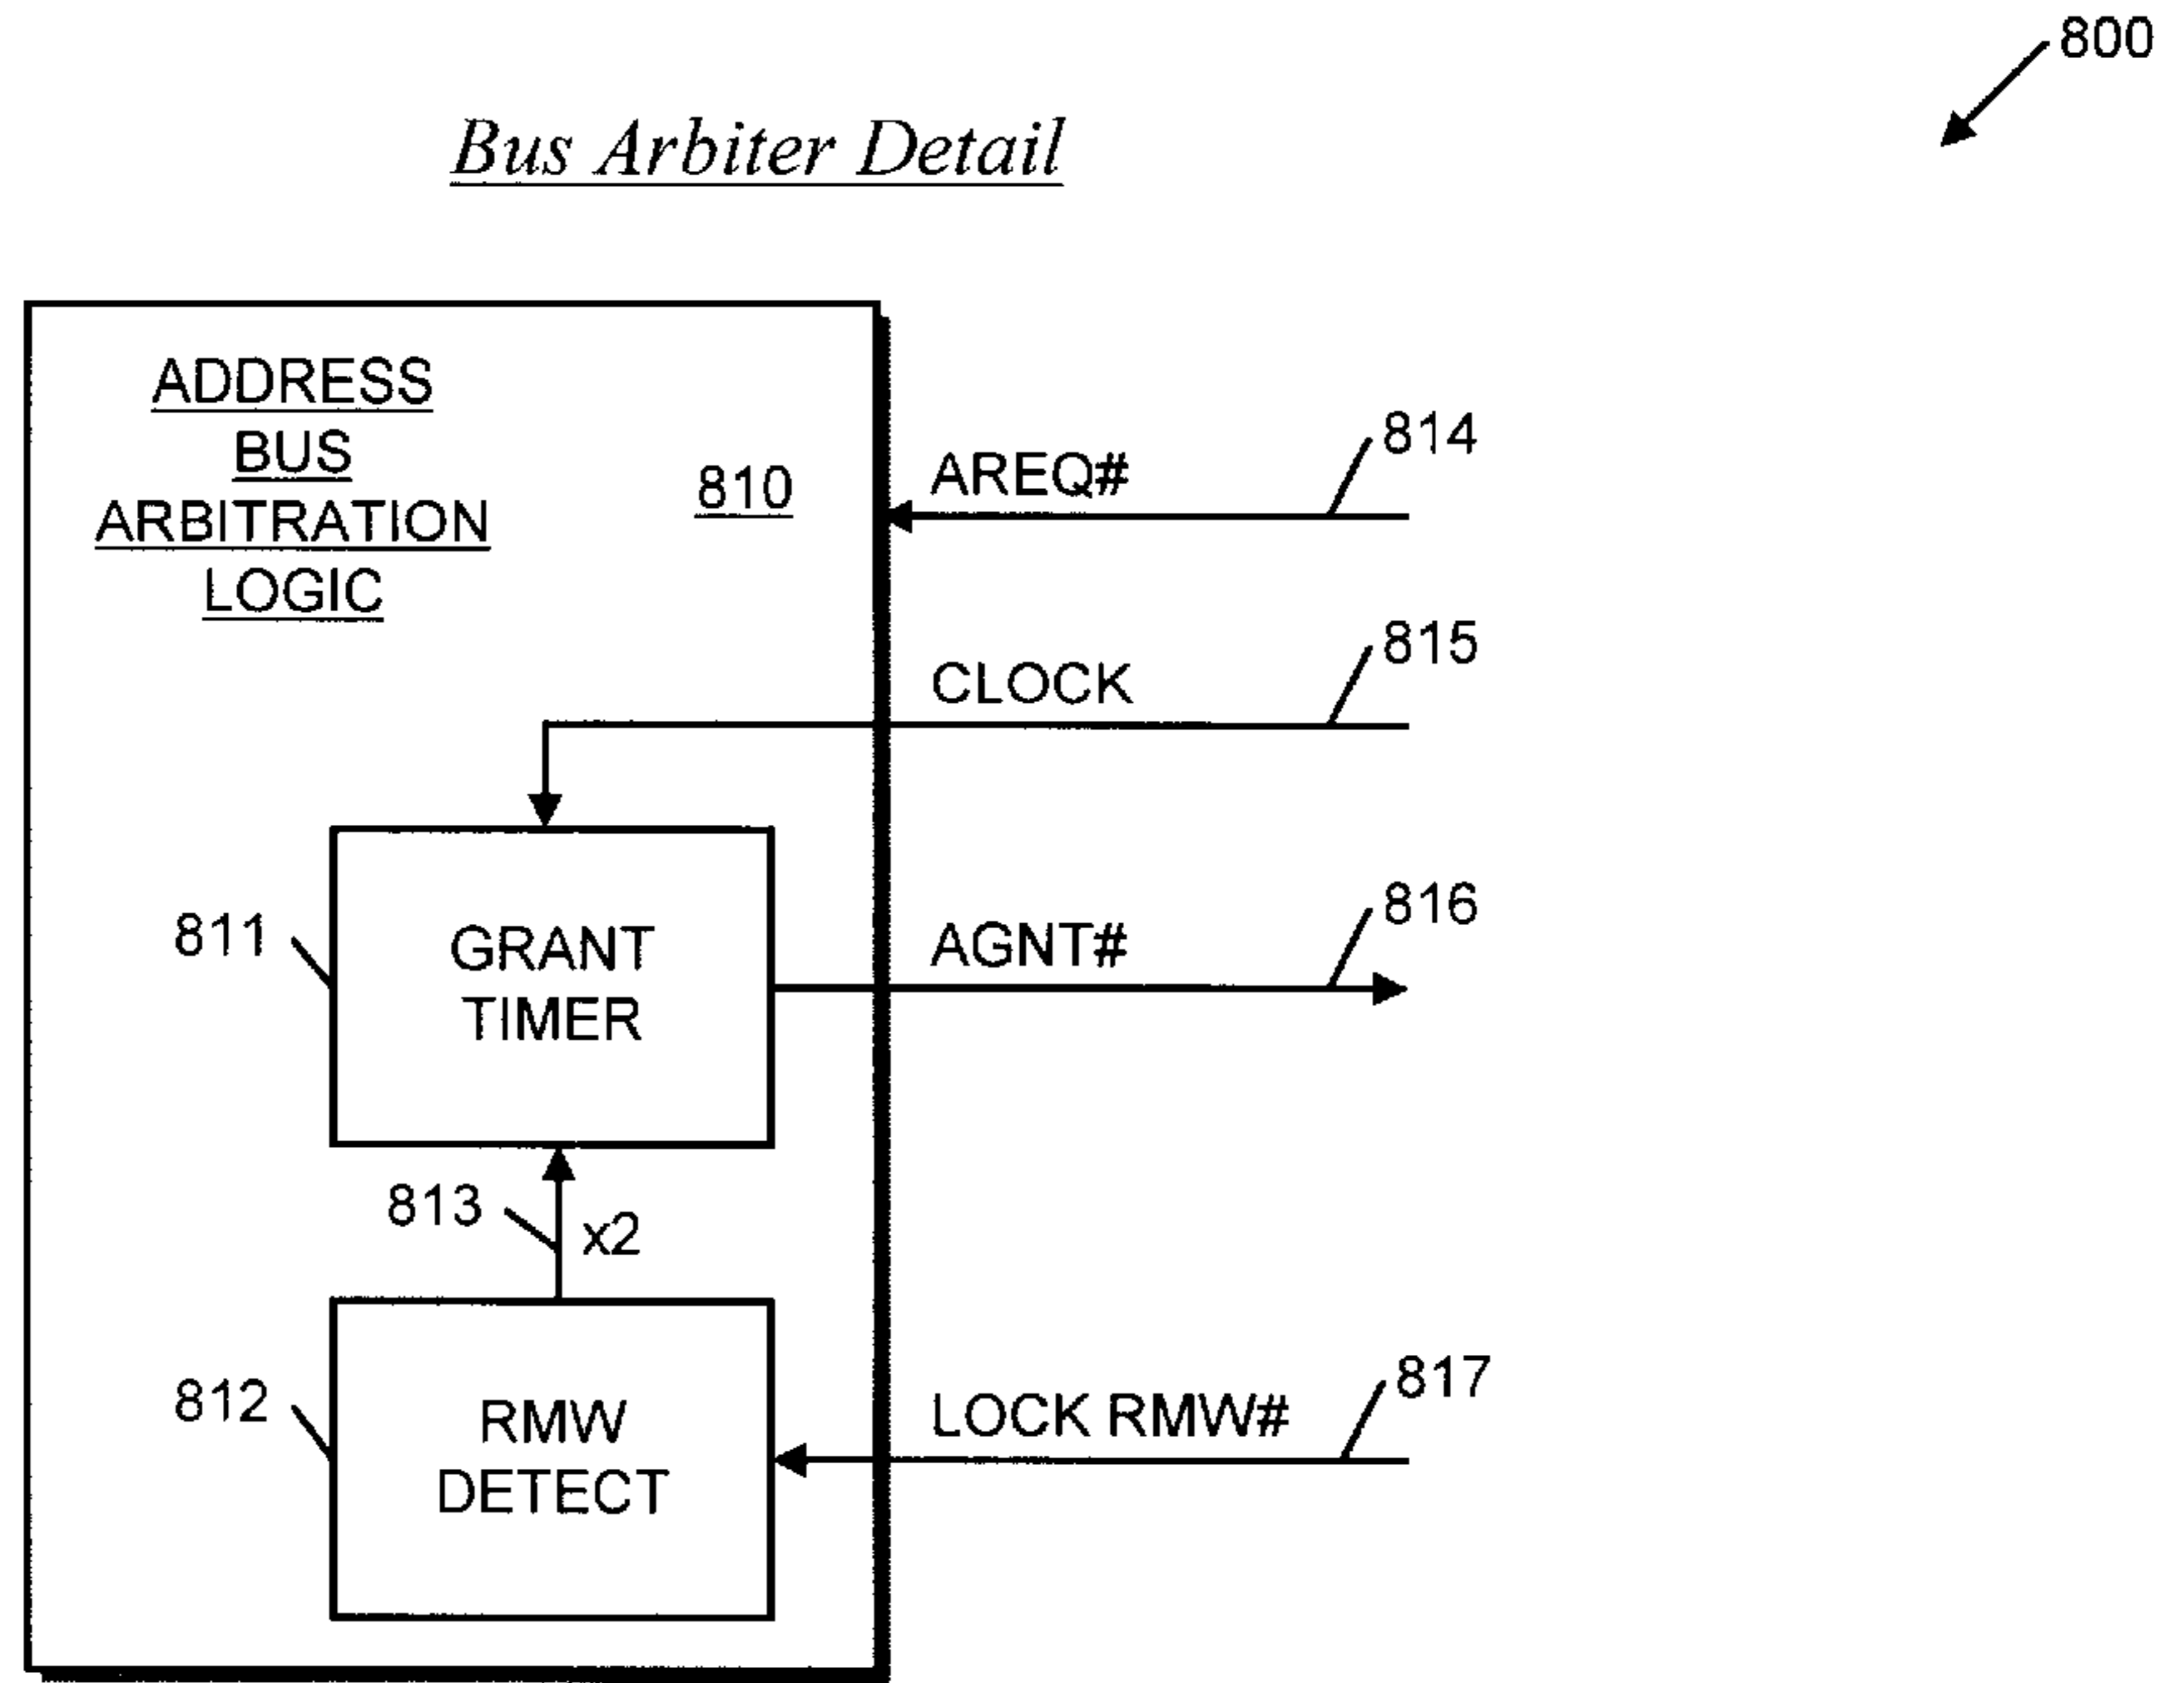 800
Bus Arbiter Detail
ADDRESS
BUS
ARBITRATION
LOGIC
810
AREQ#
814
CLOCK
815
811
GRANT
TIMER
AGNT#
816
813
x2
812
RMW
DETECT
LOCK RMW#
817